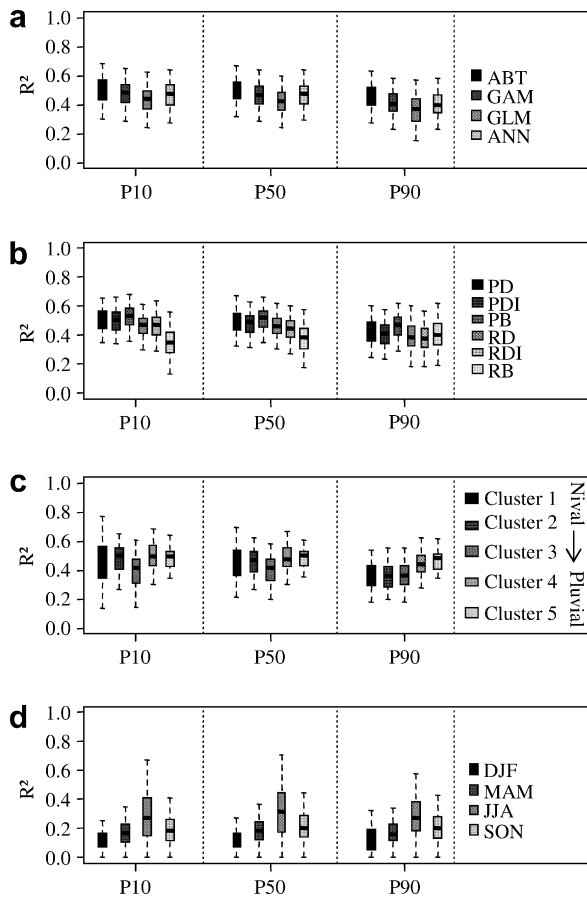 a
1.0
0.8
0.6
0.4
0.2
0.0
R²
P10
P50
P90
ABT
GAM
GLM
ANN
b
1.0
0.8
0.6
0.4
0.2
0.0
R²
P10
P50
P90
PD
PDI
PB
RD
RDI
RB
c
1.0
0.8
0.6
0.4
0.2
0.0
R²
P10
P50
P90
Cluster 1
Cluster 2
Cluster 3
Cluster 4
Cluster 5
Nival → Pluvial
d
1.0
0.8
0.6
0.4
0.2
0.0
R²
P10
P50
P90
DJF
MAM
JJA
SON